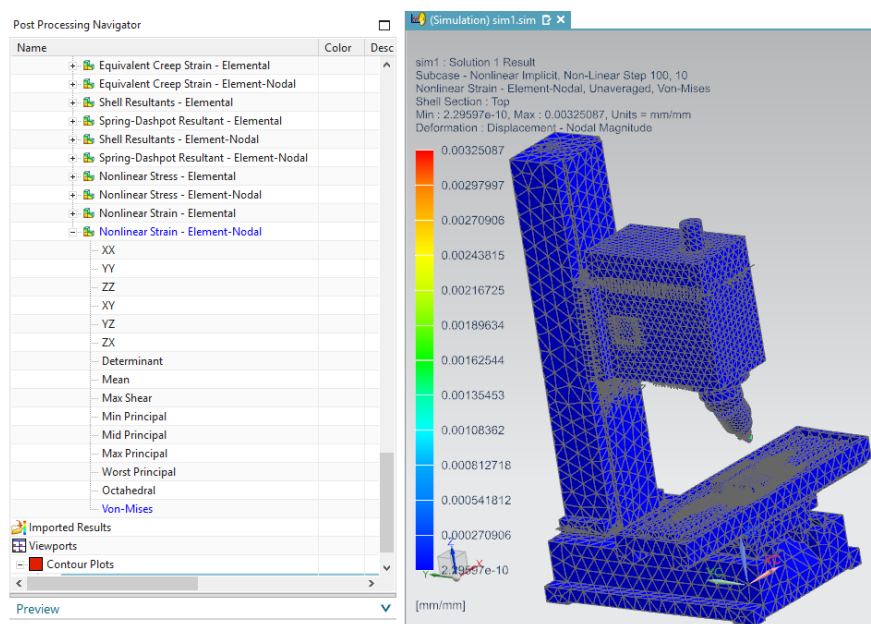 Post Processing Navigator
Name Color Desc
Equivalent Creep Strain - Elemental
Equivalent Creep Strain - Element-Nodal
Shell Resultants - Elemental
Spring-Dashpot Resultant - Elemental
Shell Resultants - Element-Nodal
Spring-Dashpot Resultant - Element-Nodal
Nonlinear Stress - Elemental
Nonlinear Stress - Element-Nodal
Nonlinear Strain - Elemental
Nonlinear Strain - Element-Nodal
XX
YY
ZZ
XY
YZ
ZX
Determinant
Mean
Max Shear
Min Principal
Mid Principal
Max Principal
Worst Principal
Octahedral
Von-Mises
Imported Results
Viewports
Contour Plots
Preview
(Simulation) sim1.sim
sim1 : Solution 1 Result
Subcase - Nonlinear Implicit, Non-Linear Step 100, 10
Nonlinear Strain - Element-Nodal, Unaveraged, Von-Mises
Shell Section : Top
Min : 2.29597e-10, Max : 0.00325087, Units = mm/mm
Deformation : Displacement - Nodal Magnitude
0.00325087
0.00297997
0.00270906
0.00243815
0.00216725
0.00189634
0.00162544
0.00135453
0.00108362
0.000812718
0.000541812
0.000270906
2.29597e-10
Z
X
Y
[mm/mm]